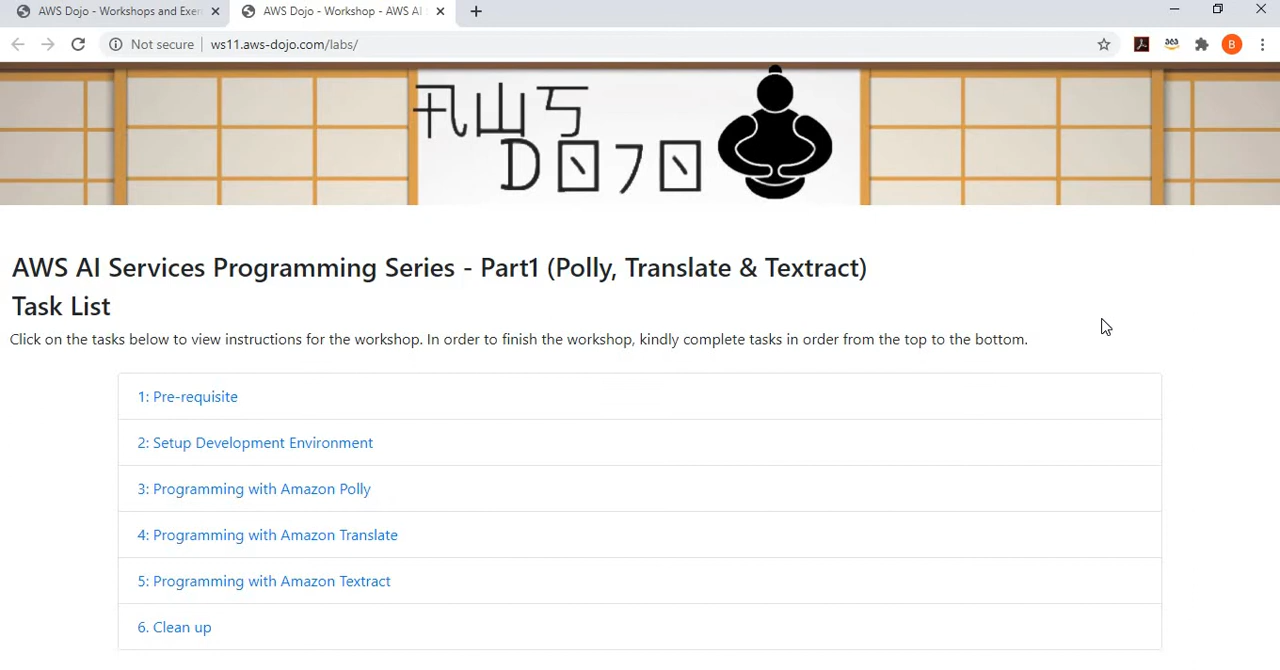 AWS Dojo - Workshops and Exer
AWS Dojo - Workshop - AWS AI S
Not secure
ws11.aws-dojo.com/labs/
B
AWS
DOJO
AWS AI Services Programming Series - Part1 (Polly, Translate & Textract)
Task List
Click on the tasks below to view instructions for the workshop. In order to finish the workshop, kindly complete tasks in order from the top to the bottom.
1: Pre-requisite
2: Setup Development Environment
3: Programming with Amazon Polly
4: Programming with Amazon Translate
5: Programming with Amazon Textract
6. Clean up